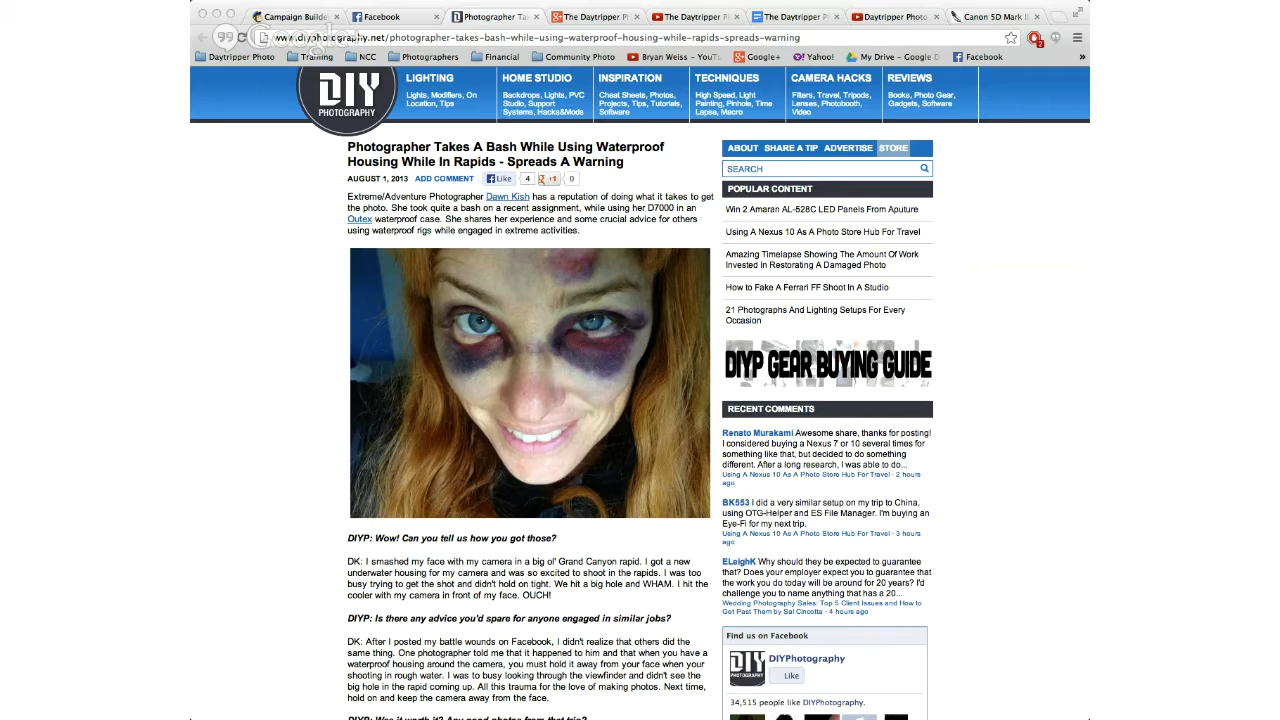 Campaign Builde
Facebook
Photographer Ta
The Daytripper Ph
The Daytripper P
The Daytripper Ph
Daytripper Photo
Canon 5D Mark I
www.diyphotography.net/photographer-takes-bash-while-using-waterproof-housing-while-rapids-spreads-warning
Daytripper Photo
Training
NCC
Photographers
Financial
Community Photo
Bryan Weiss - YouTu
Google+
Yahoo!
My Drive - Google D
Facebook
»
DIY
PHOTOGRAPHY
LIGHTING
Lights, Modifiers, On
Location, Tips
HOME STUDIO
Backdrops, Lights, PVC
Studio, Support
Systems, Hacks&Mods
INSPIRATION
Cheat Sheets, Photos,
Projects, Tips, Tutorials,
Software
TECHNIQUES
High Speed, Light
Painting, Pinhole, Time
Lapse, Macro
CAMERA HACKS
Filters, Travel, Tripods,
Lenses, Photobooth,
Video
REVIEWS
Books, Photo Gear,
Gadgets, Software
Photographer Takes A Bash While Using Waterproof
Housing While In Rapids - Spreads A Warning
AUGUST 1, 2013 ADD COMMENT Like 4 +1 0
Extreme/Adventure Photographer Dawn Kish has a reputation of doing what it takes to get
the photo. She took quite a bash on a recent assignment, while using her D7000 in an
Outex waterproof case. She shares her experience and some crucial advice for others
using waterproof rigs while engaged in extreme activities.
DIYP: Wow! Can you tell us how you got those?
DK: I smashed my face with my camera in a big ol' Grand Canyon rapid. I got a new
underwater housing for my camera and was so excited to shoot in the rapids. I was too
busy trying to get the shot and didn't hold on tight. We hit a big hole and WHAM. I hit the
cooler with my camera in front of my face. OUCH!
DIYP: Is there any advice you'd spare for anyone engaged in similar jobs?
DK: After I posted my battle wounds on Facebook, I didn't realize that others did the
same thing. One photographer told me that it happened to him and that when you have a
waterproof housing around the camera, you must hold it away from your face when your
shooting in rough water. I was to busy looking through the viewfinder and didn't see the
big hole in the rapid coming up. All this trauma for the love of making photos. Next time,
hold on and keep the camera away from the face.
DIYP: Was it worth it? Any good photos from that trip?
ABOUT SHARE A TIP ADVERTISE STORE
SEARCH
POPULAR CONTENT
Win 2 Amaran AL-528C LED Panels From Aputure
Using A Nexus 10 As A Photo Store Hub For Travel
Amazing Timelapse Showing The Amount Of Work
Invested In Restorating A Damaged Photo
How to Fake A Ferrari FF Shoot In A Studio
21 Photographs And Lighting Setups For Every
Occasion
DIYP GEAR BUYING GUIDE
RECENT COMMENTS
Renato Murakami Awesome share, thanks for posting!
I considered buying a Nexus 7 or 10 several times for
something like that, but decided to do something
different. After a long research, I was able to do...
Using A Nexus 10 As A Photo Store Hub For Travel - 2 hours
ago
BK553 I did a very similar setup on my trip to China,
using OTG-Helper and ES File Manager. I'm buying an
Eye-Fi for my next trip.
Using A Nexus 10 As A Photo Store Hub For Travel - 3 hours
ago
ELeighK Why should they be expected to guarantee
that? Does your employer expect you to guarantee that
the work you do today will be around for 20 years? I'd
challenge you to name anything that has a 20...
Wedding Photography Sales: Top 5 Client Issues and How to
Get Past Them by Sal Cincotta - 4 hours ago
Find us on Facebook
DIY
PHOTOGRAPHY
DIYPhotography
Like
34,515 people like DIYPhotography.